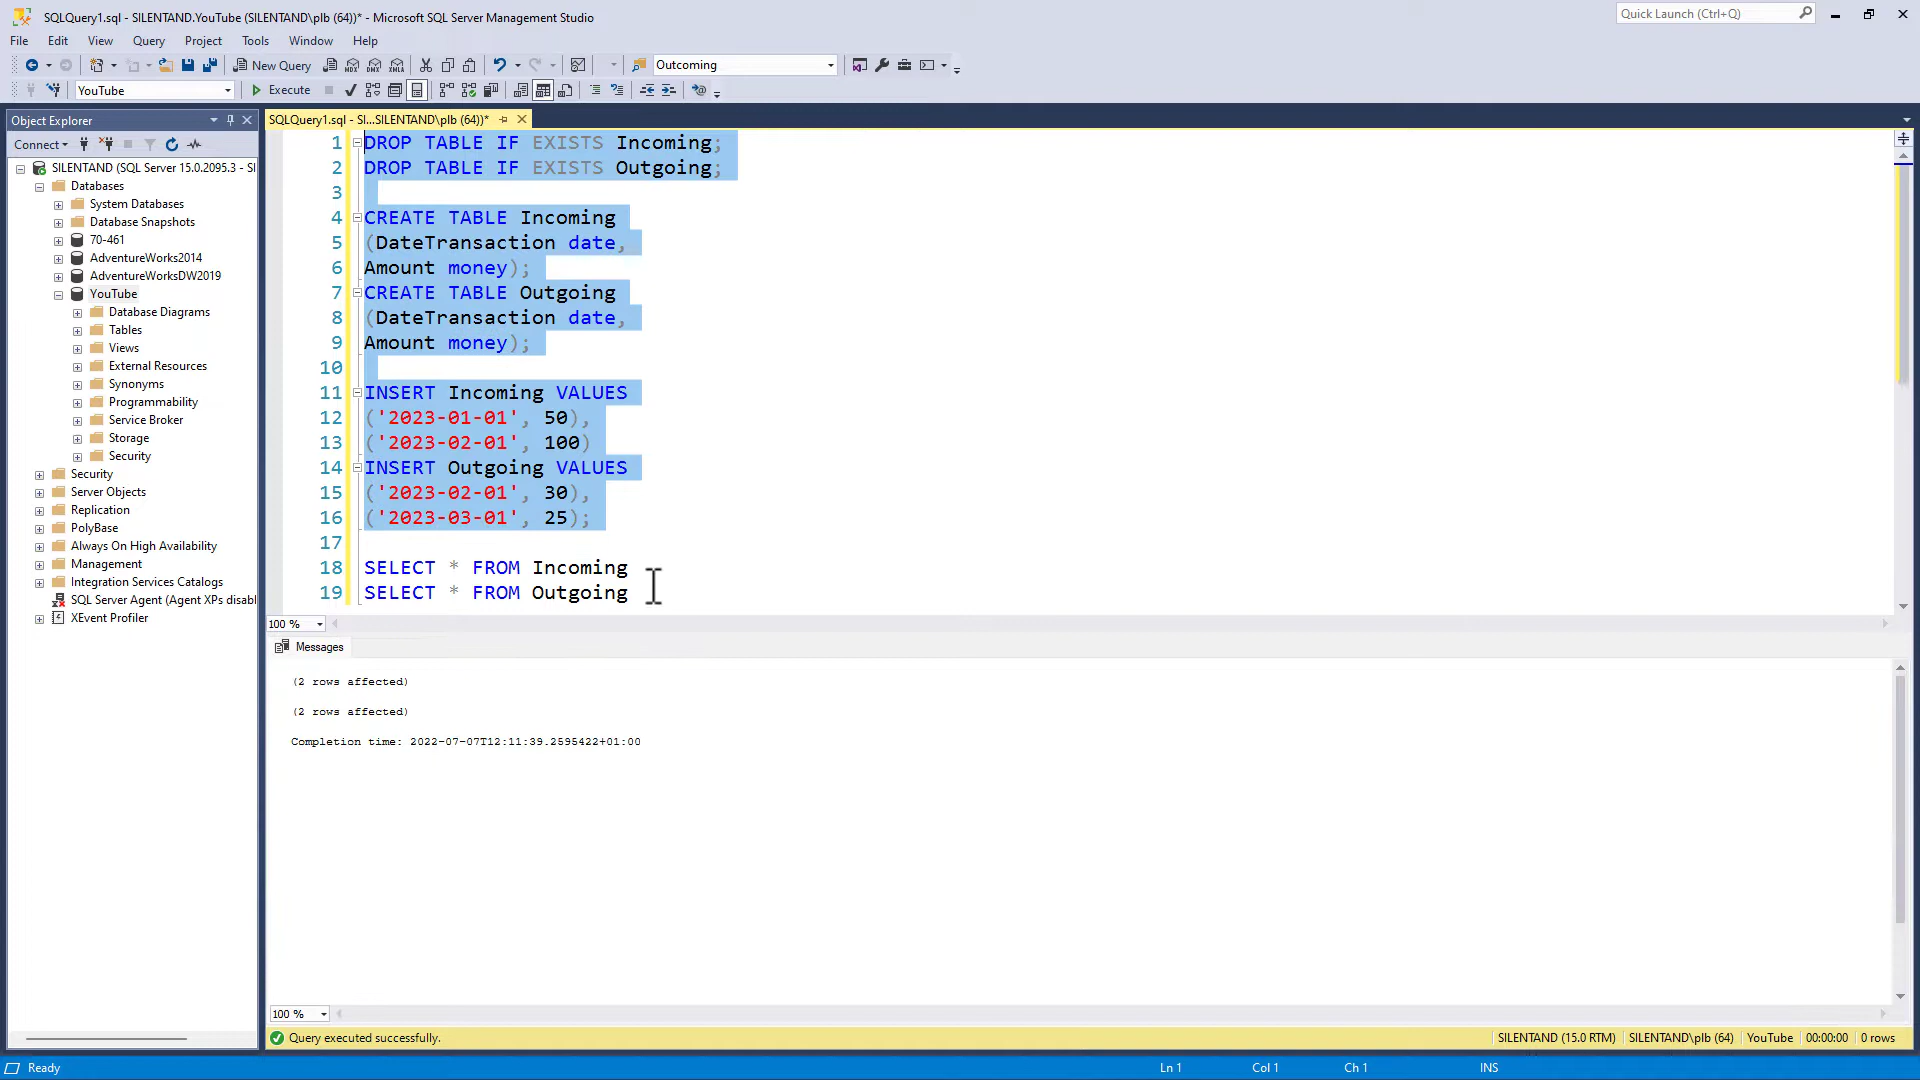 SQLQuery1.sql - SILENTAND.YouTube (SILENTAND\plb (64))* - Microsoft SQL Server Management Studio
Quick Launch (Ctrl+Q)
File Edit View Query Project Tools Window Help
New Query
Outcoming
YouTube
Execute
Object Explorer
SQLQuery1.sql - SI...SILENTAND\plb (64))*
Connect
SILENTAND (SQL Server 15.0.2095.3 - SI
Databases
System Databases
Database Snapshots
70-461
AdventureWorks2014
AdventureWorksDW2019
YouTube
Database Diagrams
Tables
Views
External Resources
Synonyms
Programmability
Service Broker
Storage
Security
Security
Server Objects
Replication
PolyBase
Always On High Availability
Management
Integration Services Catalogs
SQL Server Agent (Agent XPs disabl
XEvent Profiler
1 DROP TABLE IF EXISTS Incoming;
2 DROP TABLE IF EXISTS Outgoing;
3
4 CREATE TABLE Incoming
5 (DateTransaction date,
6 Amount money);
7 CREATE TABLE Outgoing
8 (DateTransaction date,
9 Amount money);
10
11 INSERT Incoming VALUES
12 ('2023-01-01', 50),
13 ('2023-02-01', 100)
14 INSERT Outgoing VALUES
15 ('2023-02-01', 30),
16 ('2023-03-01', 25);
17
18 SELECT * FROM Incoming
19 SELECT * FROM Outgoing
100 %
Messages
(2 rows affected)
(2 rows affected)
Completion time: 2022-07-07T12:11:39.2595422+01:00
100 %
Query executed successfully.
SILENTAND (15.0 RTM) SILENTAND\plb (64) YouTube 00:00:00 0 rows
Ready
Ln 1 Col 1 Ch 1 INS